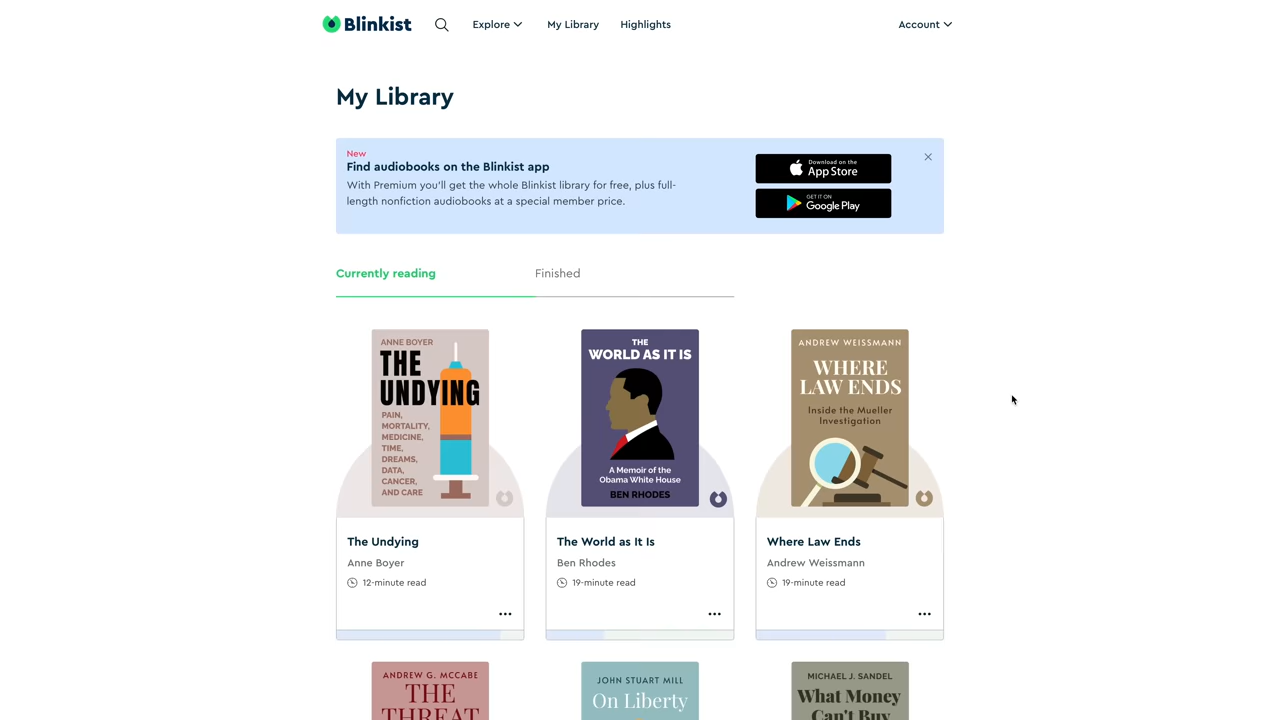 Blinkist
Explore
My Library
Highlights
Account
My Library
New
Find audiobooks on the Blinkist app
With Premium you'll get the whole Blinkist library for free, plus full-
length nonfiction audiobooks at a special member price.
Download on the
App Store
GET IT ON
Google Play
Currently reading
Finished
ANNE BOYER
THE
UNDYING
PAIN,
MORTALITY,
MEDICINE,
TIME,
DREAMS,
DATA,
CANCER,
AND CARE
The Undying
Anne Boyer
12-minute read
THE
WORLD AS IT IS
A Memoir of the
Obama White House
BEN RHODES
The World as It Is
Ben Rhodes
19-minute read
ANDREW WEISSMANN
WHERE
LAW ENDS
Inside the Mueller
Investigation
Where Law Ends
Andrew Weissmann
19-minute read
ANDREW G. MCCABE
THE
THREAT
JOHN STUART MILL
On Liberty
MICHAEL J. SANDEL
What Money
Can't Buy